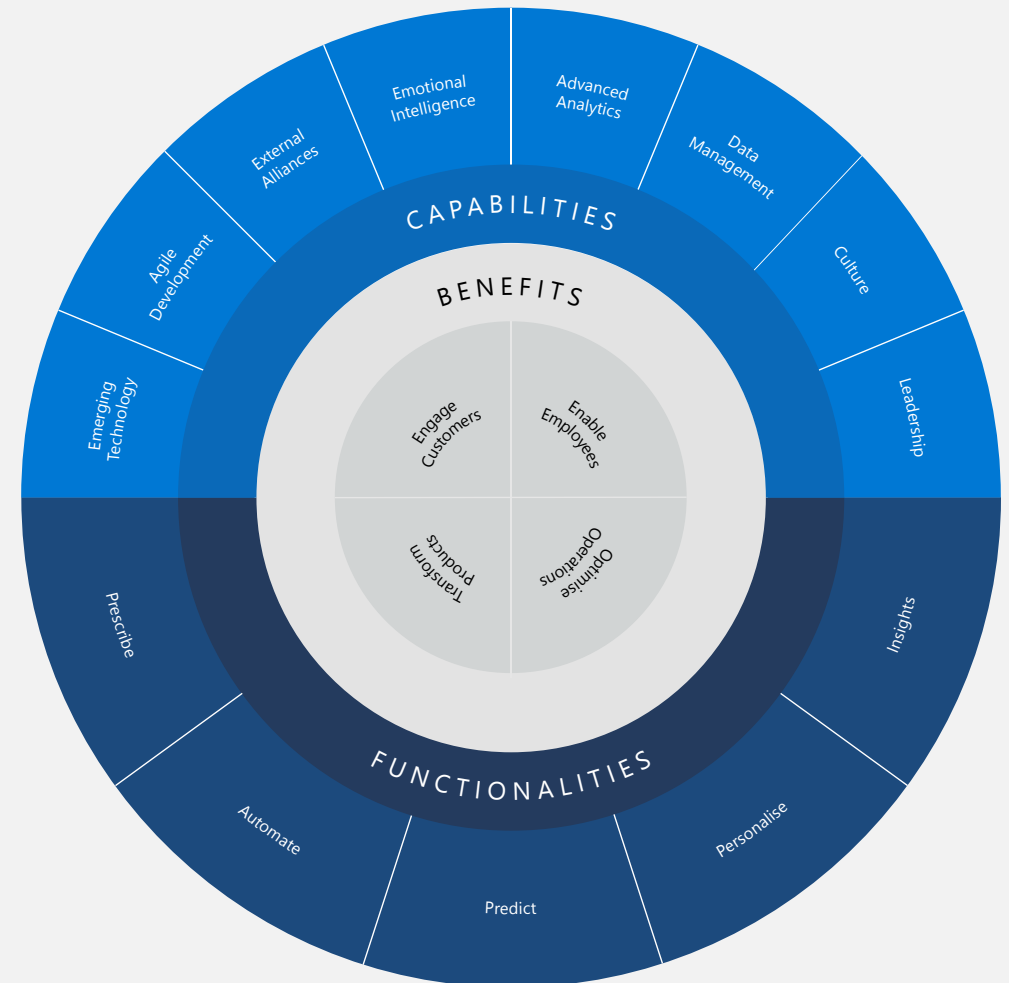 Emotional
Intelligence
Advanced
Analytics
External
Alliances
Data
Management
Agile
Development
Culture
Emerging
Technology
Leadership
CAPABILITIES
BENEFITS
Engage
Customers
Enable
Employees
Transform
Products
Optimise
Operations
FUNCTIONALITIES
Prescribe
Automate
Predict
Personalise
Insights